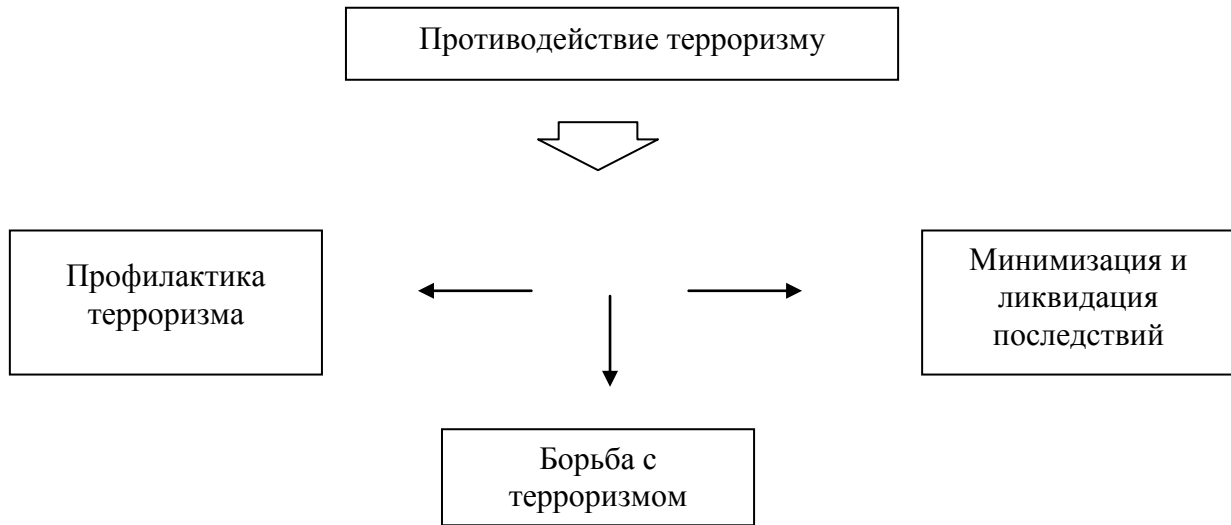 Противодействие терроризму
Профилактика
терроризма
Минимизация и
ликвидация
последствий
Борьба с
терроризмом